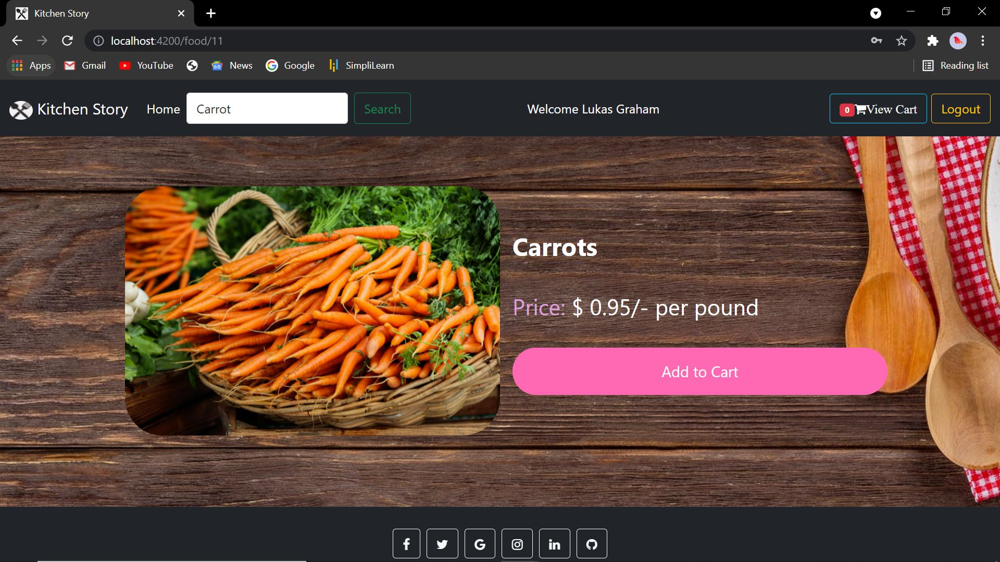 Kitchen Story
localhost:4200/food/11
Apps
Gmail
YouTube
News
Google
SimpliLearn
Reading list
Kitchen Story
Home
Carrot
Search
Welcome Lukas Graham
0
View Cart
Logout
Carrots
Price: $ 0.95/- per pound
Add to Cart